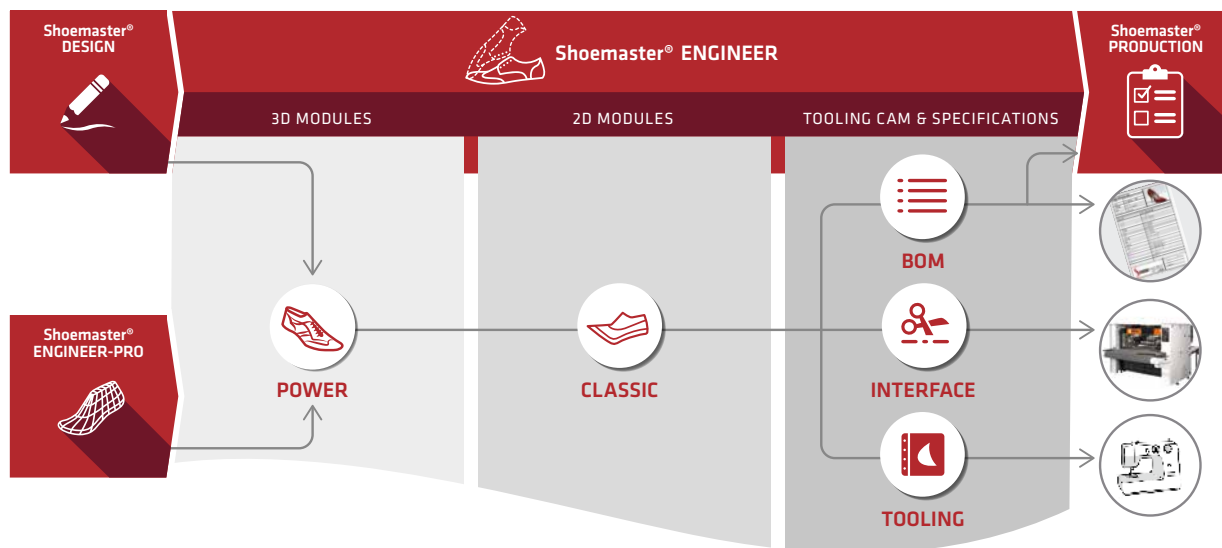 Shoemaster®
DESIGN
Shoemaster® ENGINEER
Shoemaster®
PRODUCTION
3D MODULES
2D MODULES
TOOLING CAM & SPECIFICATIONS
BOM
Shoemaster®
ENGINEER-PRO
POWER
CLASSIC
INTERFACE
TOOLING